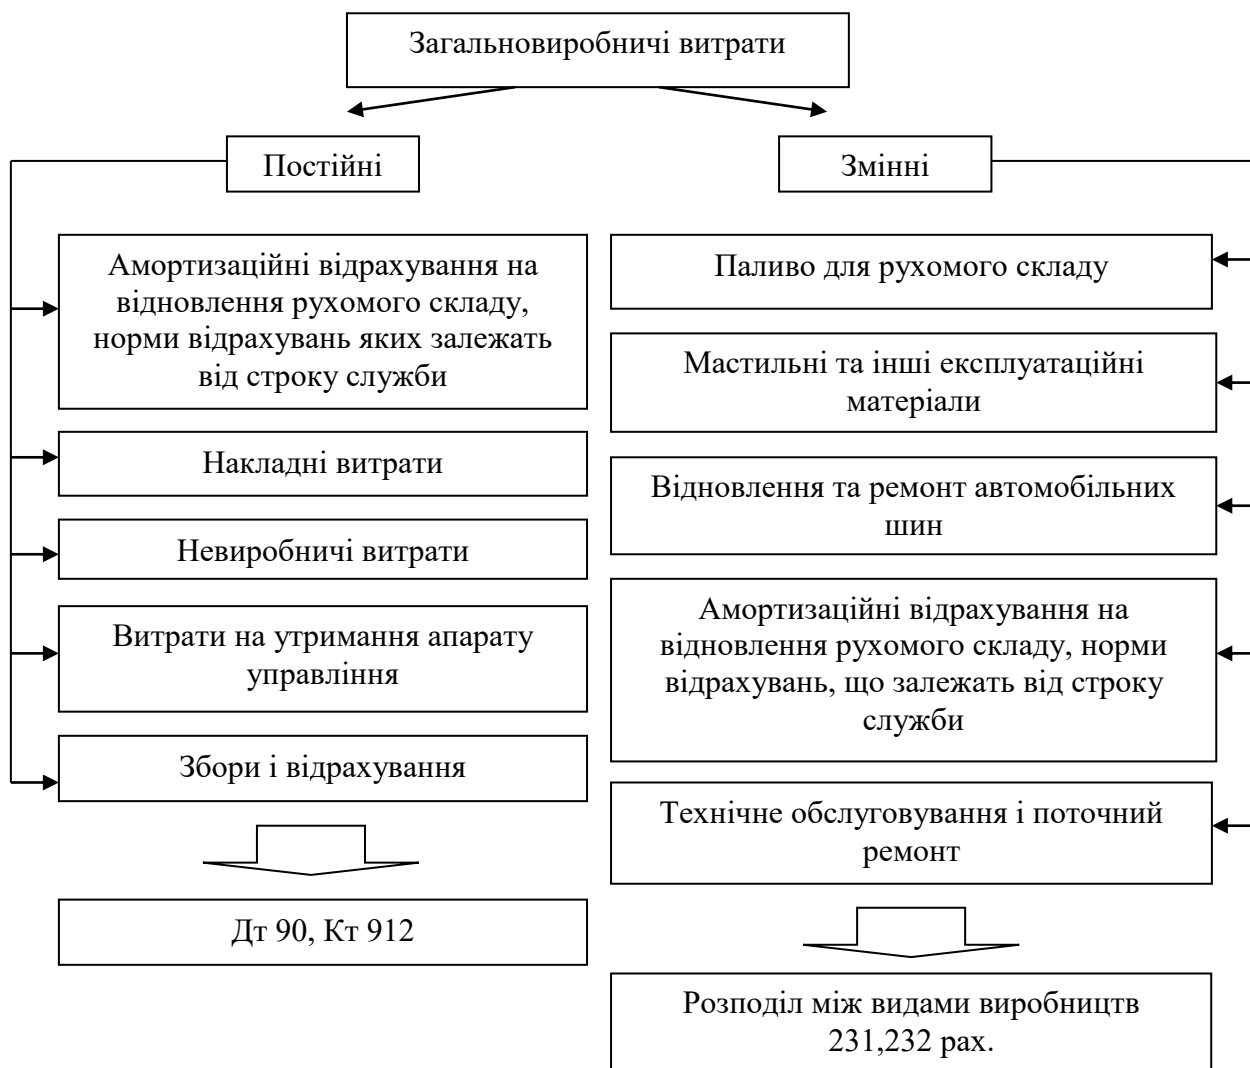 Загальновиробничі витрати
Постійні
Змінні
Амортизаційні відрахування на
відновлення рухомого складу,
норми відрахувань яких залежать
від строку служби
Накладні витрати
Невиробничі витрати
Витрати на утримання апарату
управління
Збори і відрахування
Дт 90, Кт 912
Паливо для рухомого складу
Мастильні та інші експлуатаційні
матеріали
Відновлення та ремонт автомобільних
шин
Амортизаційні відрахування на
відновлення рухомого складу, норми
відрахувань, що залежать від строку
служби
Технічне обслуговування і поточний
ремонт
Розподіл між видами виробництв
231,232 рах.